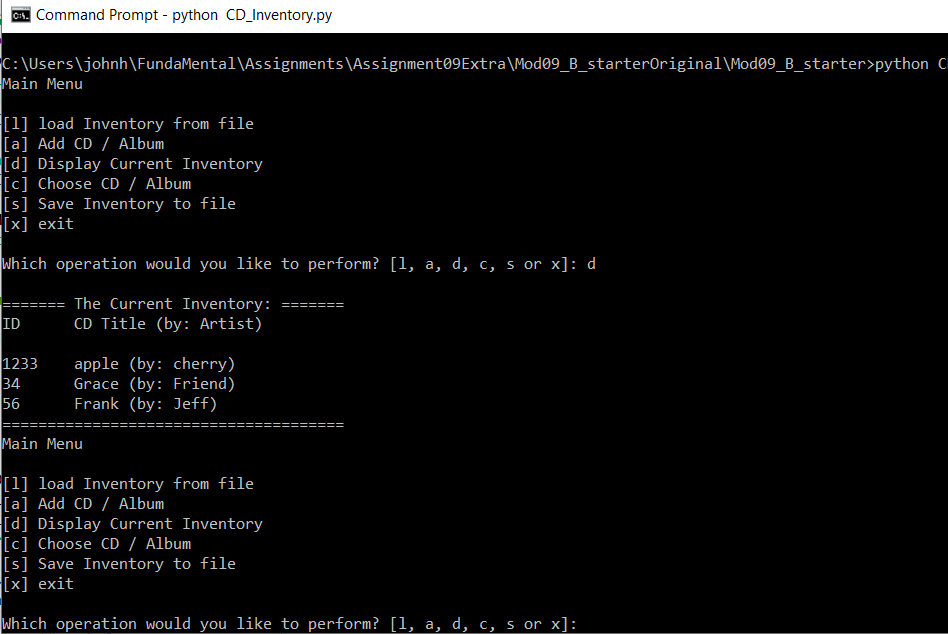 Command Prompt - python  CD_Inventory.py
C:\Users\johnh\FundaMental\Assignments\Assignment09Extra\Mod09_B_starterOriginal\Mod09_B_starter>python C
Main Menu
[l] load Inventory from file
[a] Add CD / Album
[d] Display Current Inventory
[c] Choose CD / Album
[s] Save Inventory to file
[x] exit
Which operation would you like to perform? [l, a, d, c, s or x]: d
======= The Current Inventory: =======
ID      CD Title (by: Artist)
1233    apple (by: cherry)
34      Grace (by: Friend)
56      Frank (by: Jeff)
======================================
Main Menu
[l] load Inventory from file
[a] Add CD / Album
[d] Display Current Inventory
[c] Choose CD / Album
[s] Save Inventory to file
[x] exit
Which operation would you like to perform? [l, a, d, c, s or x]: